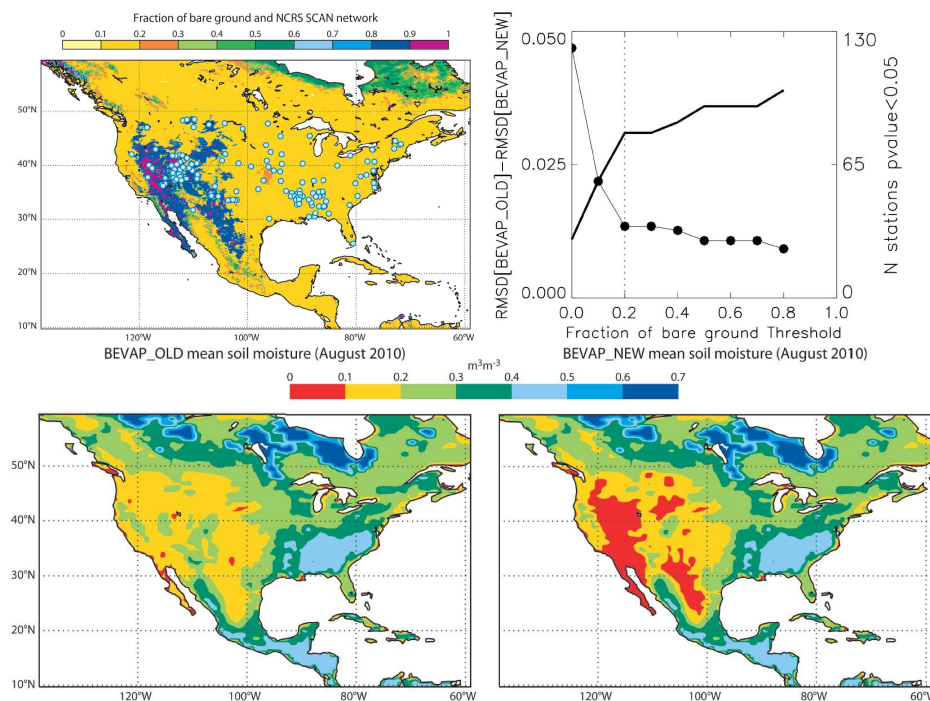 Fraction of bare ground and NCRS SCAN network
0 0.1 0.2 0.3 0.4 0.5 0.6 0.7 0.8 0.9 1
50°N
40°N
30°N
20°N
10°N
120°W 100°W 80°W 60°W
RMSD[BEVAP_OLD]-RMSD[BEVAP_NEW]
0.050
0.025
0.000
130
65
0
N stations pvalue<0.05
0.0 0.2 0.4 0.6 0.8 1.0
Fraction of bare ground Threshold
BEVAP_OLD mean soil moisture (August 2010)
BEVAP_NEW mean soil moisture (August 2010)
m³m⁻³
0 0.1 0.2 0.3 0.4 0.5 0.6 0.7
50°N
40°N
30°N
20°N
10°N
120°W 100°W 80°W 60°W
120°W 100°W 80°W 60°W